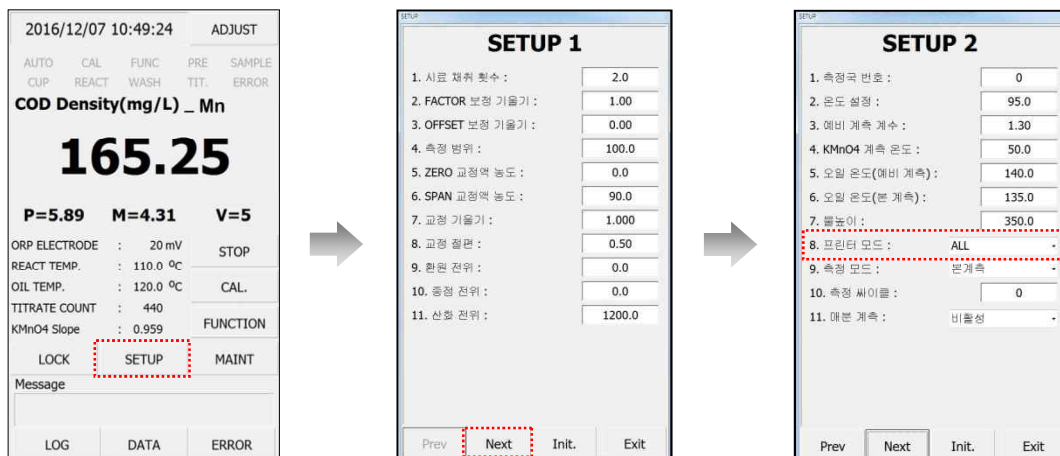 2016/12/07 10:49:24 ADJUST
AUTO CAL FUNC PRE SAMPLE
CUP REACT WASH TIT. ERROR
COD Density(mg/L) _ Mn
165.25
P=5.89 M=4.31 V=5
ORP ELECTRODE : 20 mV
STOP
REACT TEMP. : 110.0 ºC
OIL TEMP. : 120.0 ºC
CAL.
TITRATE COUNT : 440
KMnO4 Slope : 0.959
FUNCTION
LOCK SETUP MAINT
Message
LOG DATA ERROR
SETUP
SETUP 1
1. 시료 채취 횟수 : 2.0
2. FACTOR 보정 기울기 : 1.00
3. OFFSET 보정 기울기 : 0.00
4. 측정 범위 : 100.0
5. ZERO 교정액 농도 : 0.0
6. SPAN 교정액 농도 : 90.0
7. 교정 기울기 : 1.000
8. 교정 절편 : 0.50
9. 환원 전위 : 0.0
10. 종점 전위 : 0.0
11. 산화 전위 : 1200.0
Prev Next Init. Exit
SETUP
SETUP 2
1. 측정국 번호 : 0
2. 온도 설정 : 95.0
3. 예비 계측 계수 : 1.30
4. KMnO4 계측 온도 : 50.0
5. 오일 온도(예비 계측) : 140.0
6. 오일 온도(본 계측) : 135.0
7. 물높이 : 350.0
8. 프린터 모드 : ALL
9. 측정 모드 : 본계측
10. 측정 싸이클 : 0
11. 매분 계측 : 비활성
Prev Next Init. Exit